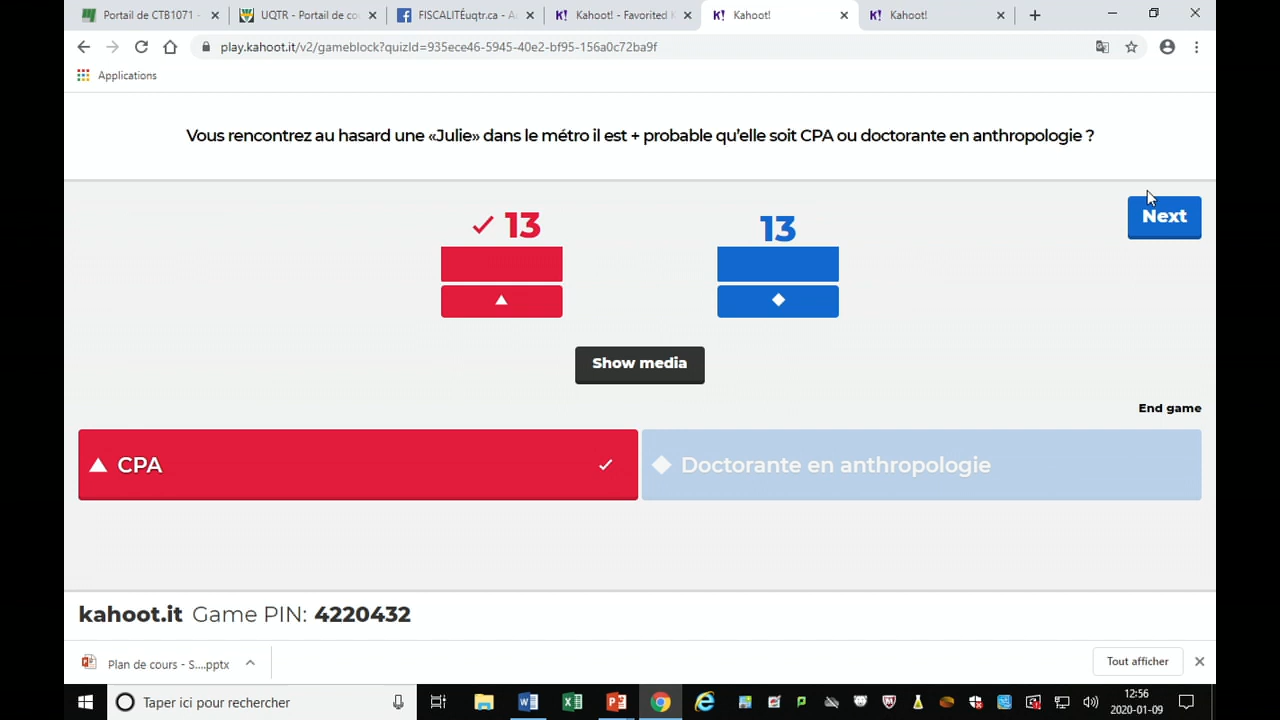 Portail de CTB1071 -
UQTR - Portail de co
FISCALITÉuqtr.ca - A
Kahoot! - Favorited K
Kahoot!
Kahoot!
play.kahoot.it/v2/gameblock?quizId=935ece46-5945-40e2-bf95-156a0c72ba9f
Applications
Vous rencontrez au hasard une «Julie» dans le métro il est + probable qu'elle soit CPA ou doctorante en anthropologie ?
13
13
Next
Show media
End game
CPA
Doctorante en anthropologie
kahoot.it Game PIN: 4220432
Plan de cours - S....pptx
Tout afficher
Taper ici pour rechercher
12:56
2020-01-09